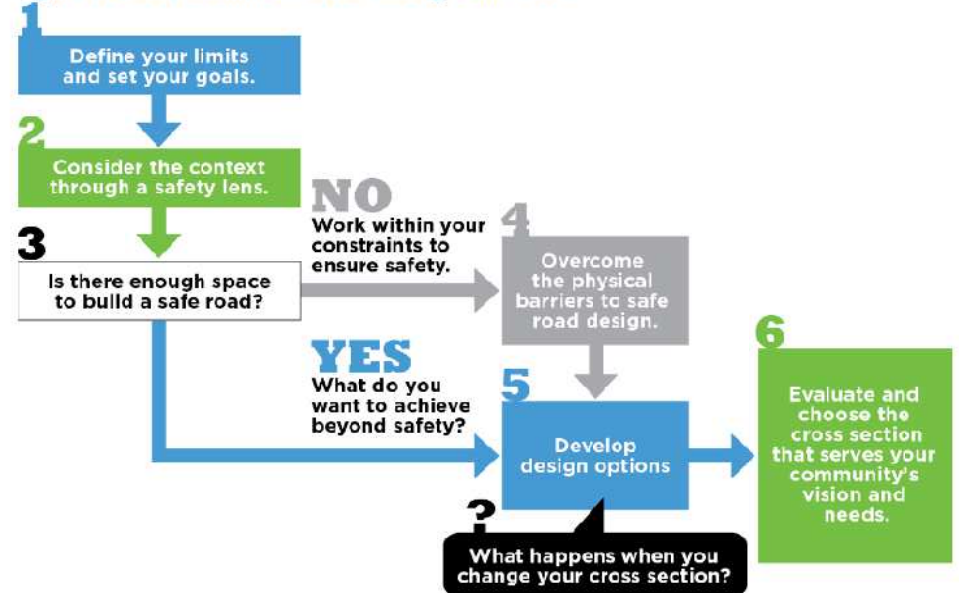 1
Define your limits
and set your goals.
2
Consider the context
through a safety lens.
3
Is there enough space
to build a safe road?
NO
Work within your
constraints to
ensure safety.
4
Overcome
the physical
barriers to safe
road design.
YES
What do you
want to achieve
beyond safety?
5
Develop
design options
?
What happens when you
change your cross section?
6
Evaluate and
choose the
cross section
that serves your
community's
vision and
needs.